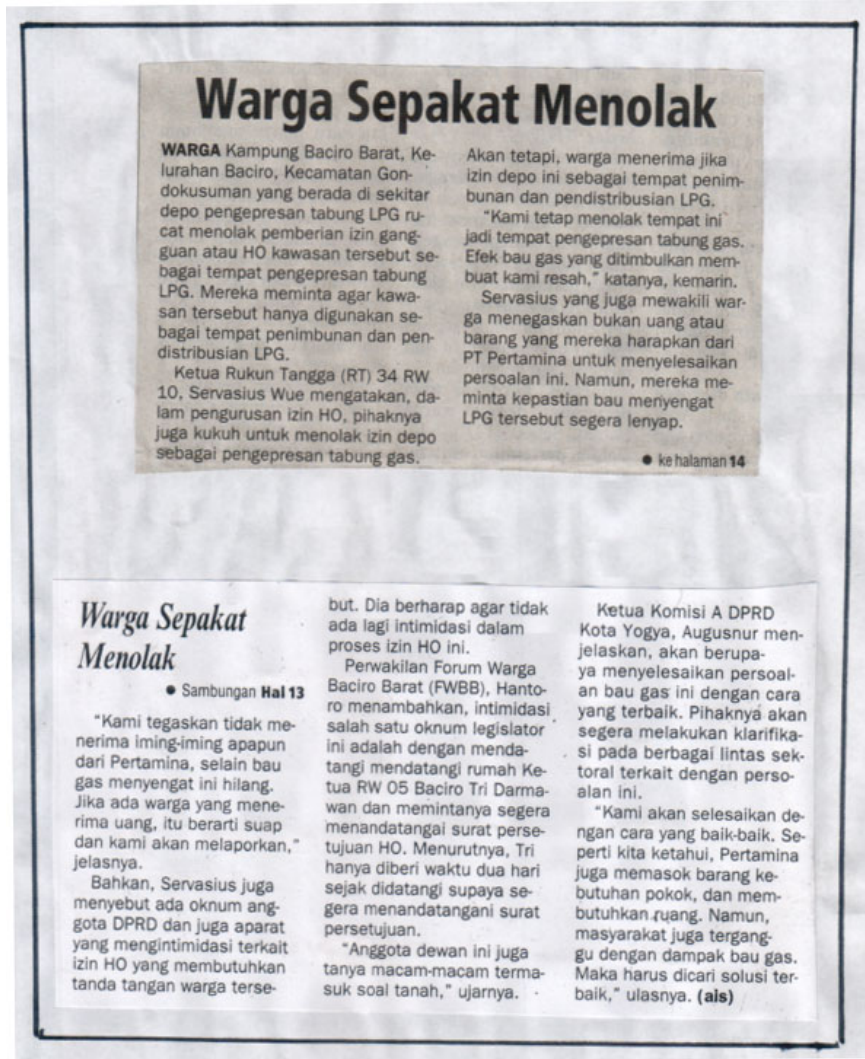 Warga Sepakat Menolak
WARGA Kampung Baciro Barat, Ke-
lurahan Baciro, Kecamatan Gon-
dokusuman yang berada di sekitar
depo pengepresan tabung LPG ru-
cat menolak pemberian izin gang-
guan atau HO kawasan tersebut se-
bagai tempat pengepresan tabung
LPG. Mereka meminta agar kawa-
san tersebut hanya digunakan se-
bagai tempat penimbunan dan pen-
distribusian LPG.
Ketua Rukun Tangga (RT) 34 RW
10, Servasius Wue mengatakan, da-
lam pengurusan izin HO, pihaknya
juga kukuh untuk menolak izin depo
sebagai pengepresan tabung gas.
Akan tetapi, warga menerima jika
izin depo ini sebagai tempat penim-
bunan dan pendistribusian LPG.
"Kami tetap menolak tempat ini
jadi tempat pengepresan tabung gas.
Efek bau gas yang ditimbulkan mem-
buat kami resah," katanya, kemarin.
Servasius yang juga mewakili war-
ga menegaskan bukan uang atau
barang yang mereka harapkan dari
PT Pertamina untuk menyelesaikan
persoalan ini. Namun, mereka me-
minta kepastian bau menyengat
LPG tersebut segera lenyap.
● ke halaman 14
Warga Sepakat
Menolak
● Sambungan Hal 13
"Kami tegaskan tidak me-
nerima iming-iming apapun
dari Pertamina, selain bau
gas menyengat ini hilang.
Jika ada warga yang mene-
rima uang, itu berarti suap
dan kami akan melaporkan,"
jelasnya.
Bahkan, Servasius juga
menyebut ada oknum ang-
gota DPRD dan juga aparat
yang mengintimidasi terkait
izin HO yang membutuhkan
tanda tangan warga terse-
but. Dia berharap agar tidak
ada lagi intimidasi dalam
proses izin HO ini.
Perwakilan Forum Warga
Baciro Barat (FWBB), Hanto-
ro menambahkan, intimidasi
salah satu oknum legislator
ini adalah dengan menda-
tangi mendatangi rumah Ke-
tua RW 05 Baciro Tri Darma-
wan dan memintanya segera
menandatangai surat perse-
tujuan HO. Menurutnya, Tri
hanya diberi waktu dua hari
sejak didatangi supaya se-
gera menandatangani surat
persetujuan.
"Anggota dewan ini juga
tanya macam-macam terma-
suk soal tanah," ujarnya.
Ketua Komisi A DPRD
Kota Yogya, Augusnur men-
jelaskan, akan berupa-
ya menyelesaikan persoal-
an bau gas ini dengan cara
yang terbaik. Pihaknya akan
segera melakukan klarifika-
si pada berbagai lintas sek-
toral terkait dengan perso-
alan ini.
"Kami akan selesaikan de-
ngan cara yang baik-baik. Se-
perti kita ketahui, Pertamina
juga memasok barang ke-
butuhan pokok, dan mem-
butuhkan ruang. Namun,
masyarakat juga tergang-
gu dengan dampak bau gas.
Maka harus dicari solusi ter-
baik," ulasnya. (ais)